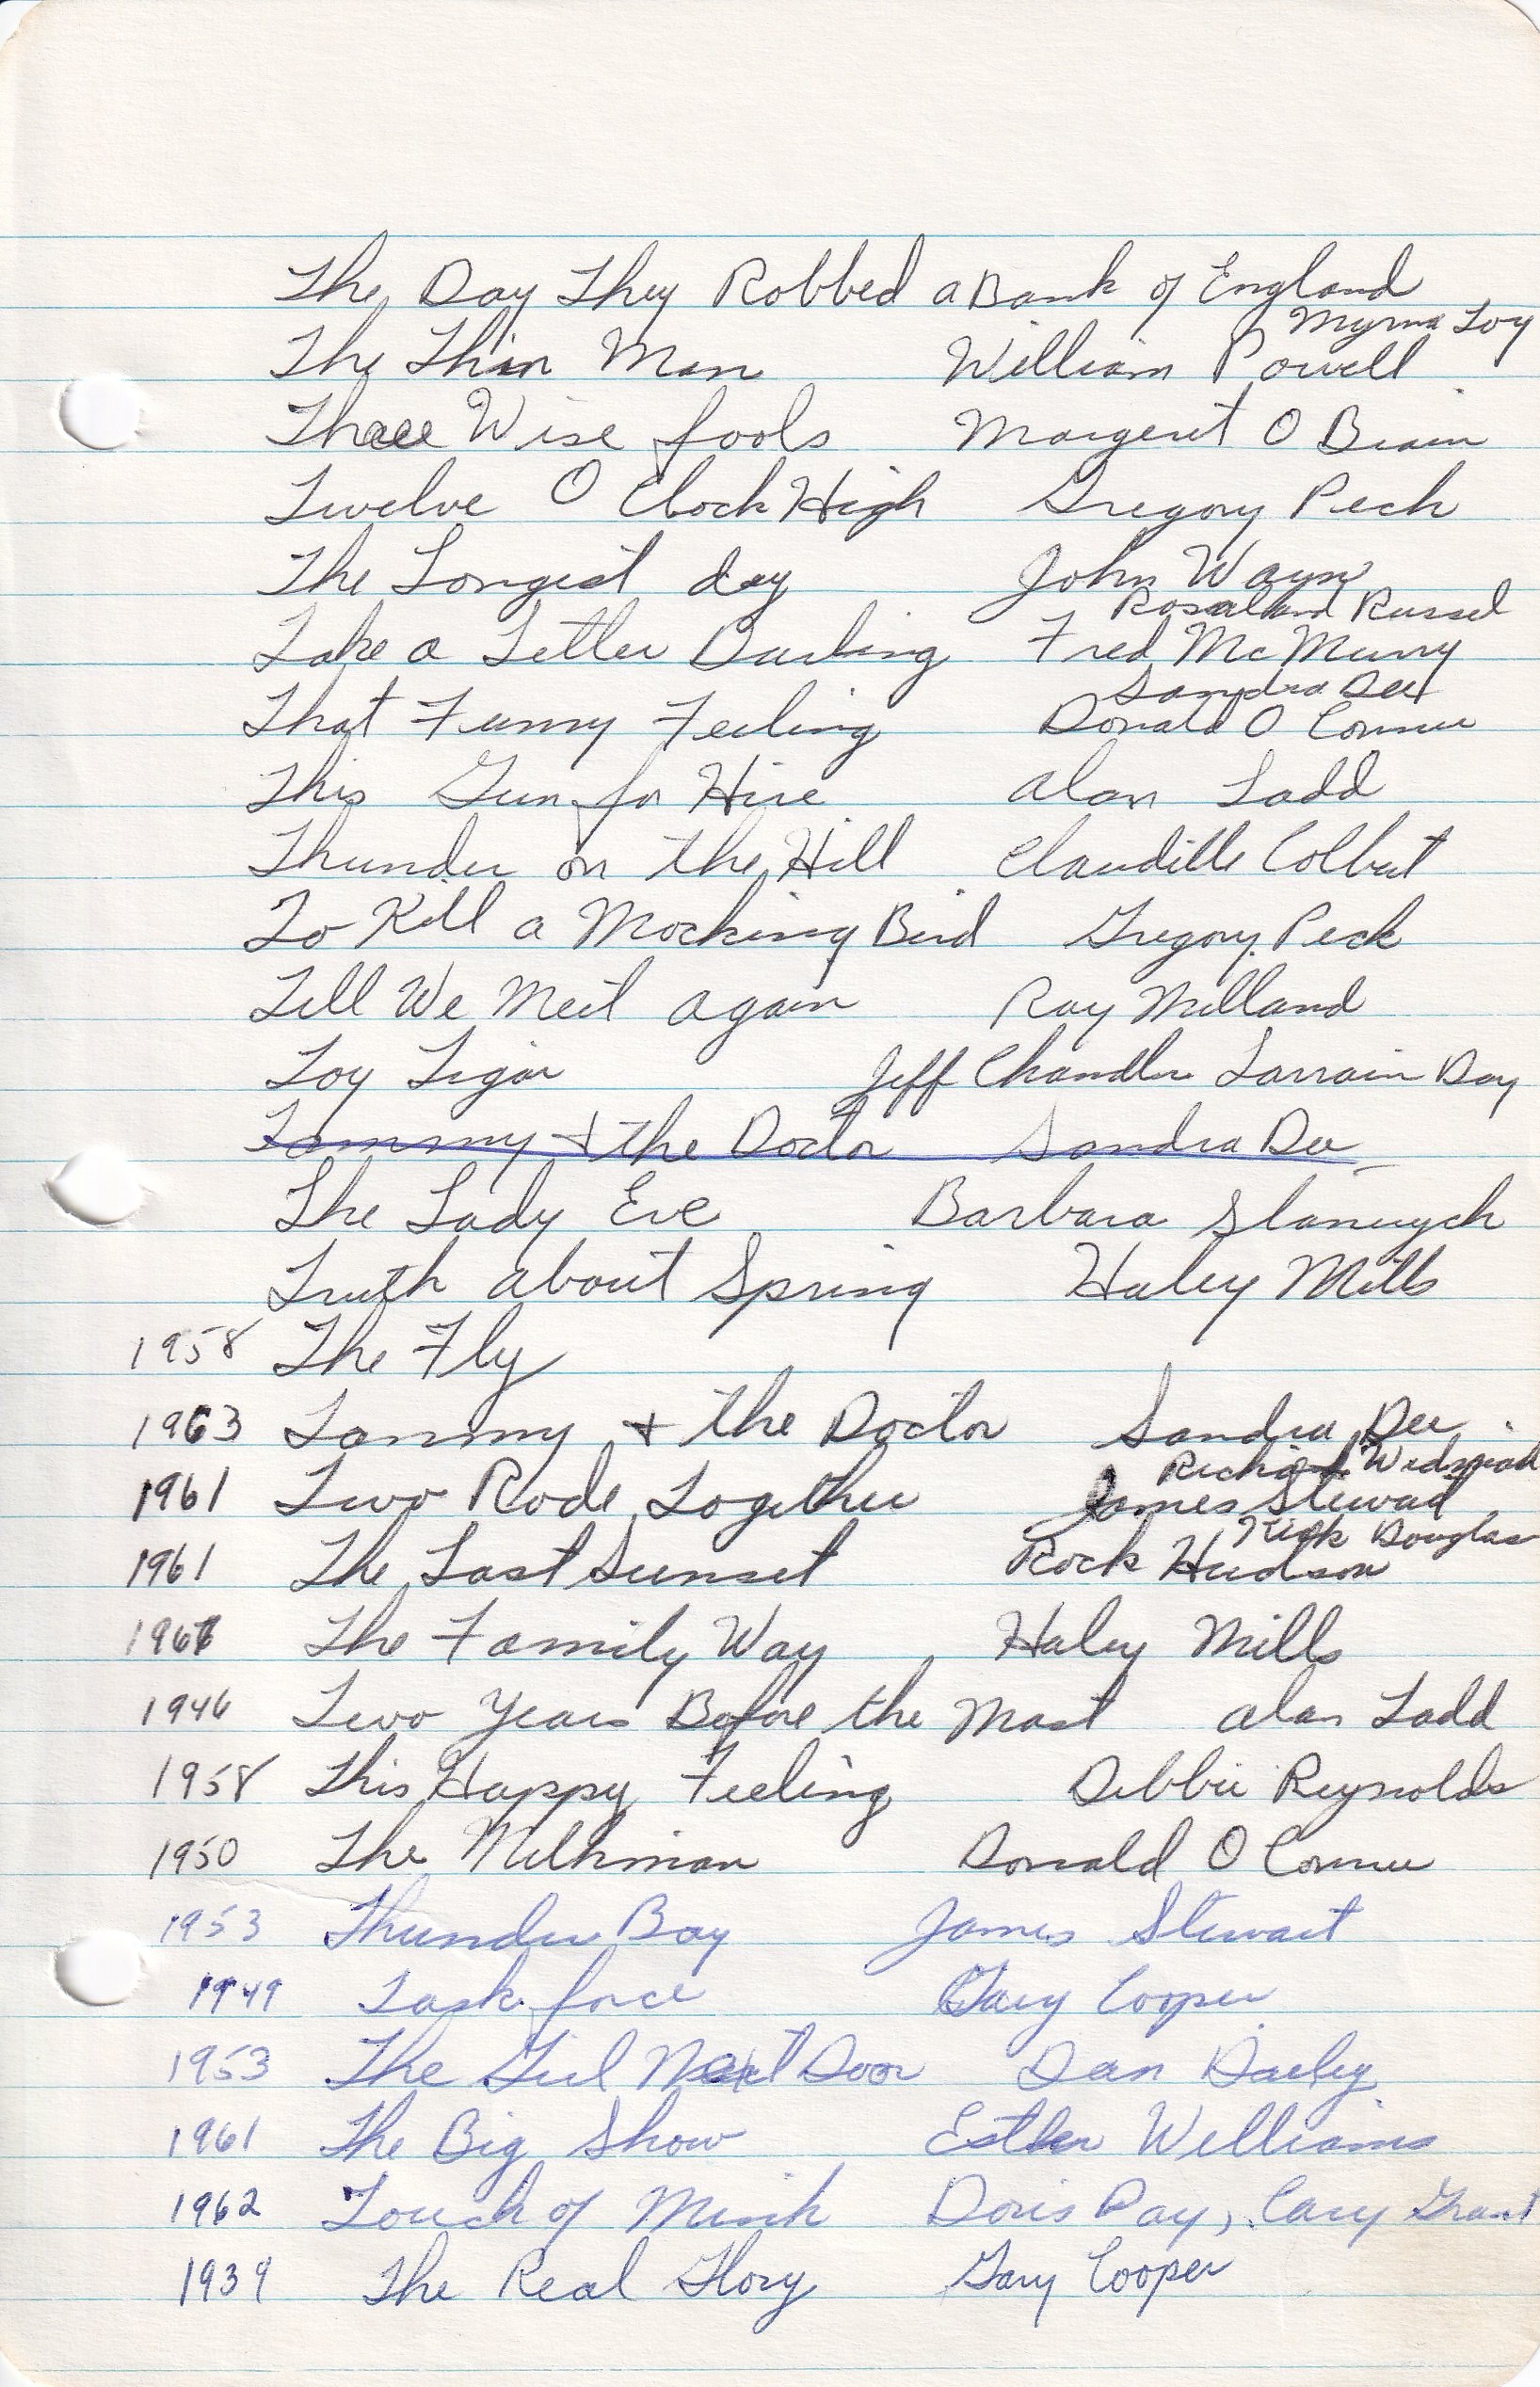 The Day They Robbed a Bank of England
Myrna Loy
The Thin Man William Powell
Three Wise fools Margerit O Brain
Twelve O Clock High Gregory Peck
The Longest day John Wayne
Rosaland Russel
Take a Letter Darling Fred McMurry
Sandra Dee
That Funny Feeling Donald O Conner
This Gun for Hire alan Ladd
Thunder on the Hill Claudille Colbert
To Kill a Mocking Bird Gregory Peck
Till We Meet again Ray Milland
Toy Tiger Jeff Chandler Larrain Day
Tammy + the Doctor Sandra Dee
The Lady Eve Barbara Stanwych
Truth about Spring Haley Mills
1958 The Fly
1963 Tammy + the Doctor Sandra Dee
Richard Widmiad
1961 Two Rode Together James Stewart
Kirk Douglas
1961 The Last Sunset Rock Hudson
The Family Way Haley Mills
1946 Two Years Before the Mast alan Ladd
1958 This Happy Feeling Debbie Reynolds
1950 The Milkman Donald O Conner
1953 Thunder Bay James Stewart
1949 Task force Gary Cooper
1953 The Girl Next Door Dan Dailey
1961 The Big Show Esther Williams
1962 Touch of Mink Doris Day, Cary Grant
1939 The Real Glory Gary Cooper